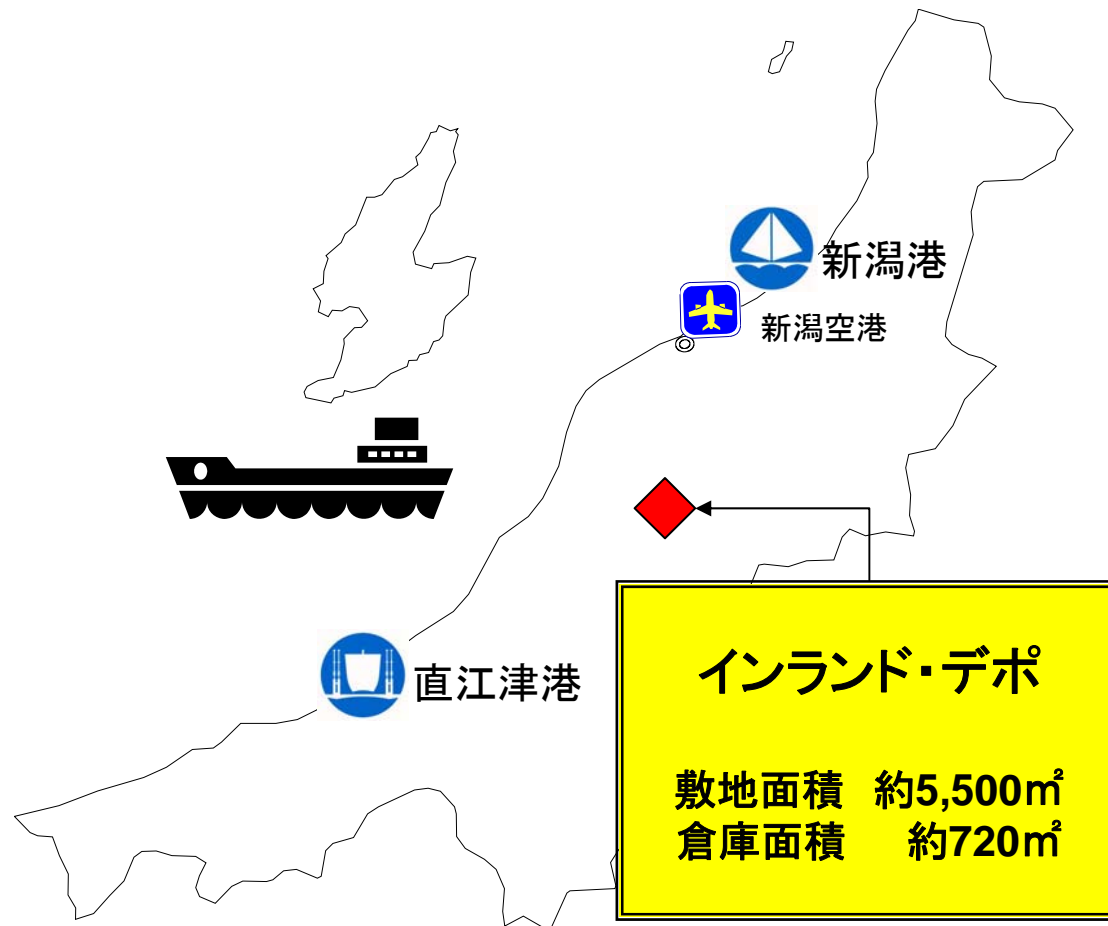 新潟港
新潟空港
直江津港
インランド・デポ
敷地面積 約5,500㎡
倉庫面積 約720㎡